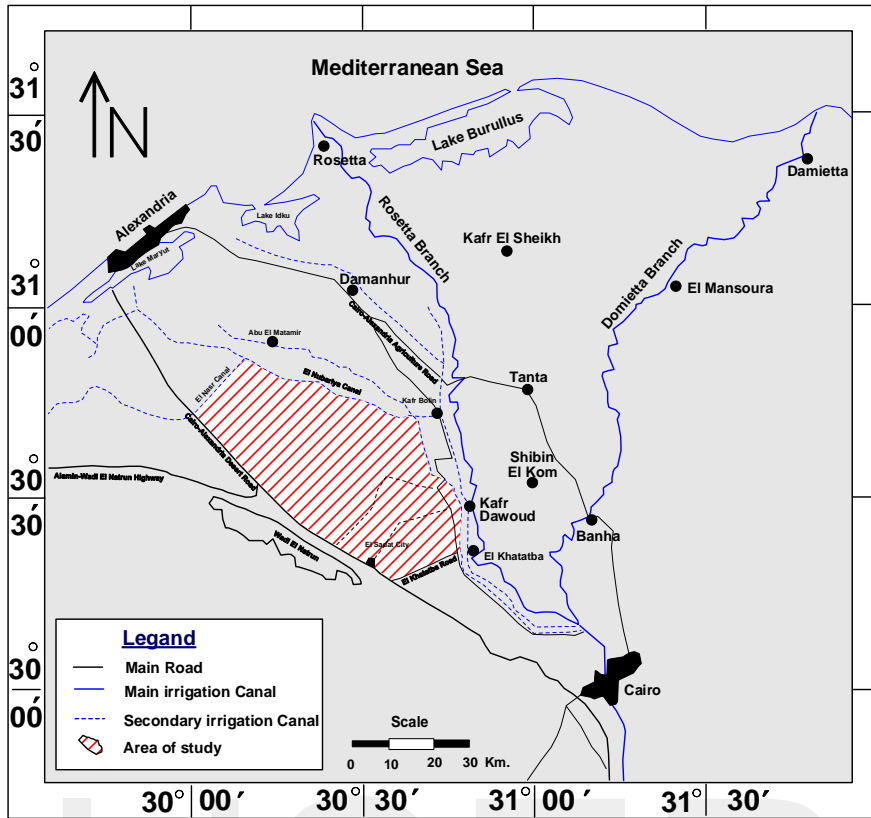 Mediterranean Sea
31°
30′
N
Lake Burullus
Rosetta
Damietta
Alexandria
Lake Idku
Rosetta Branch
Kafr El Sheikh
Lake Maryut
Domietta Branch
31°
00′
Damanhur
El Mansoura
Cairo-Alexandria Agriculture Road
Abu El Matamir
El Nasr Canal
El Nubariya Canal
Tanta
Kafr Bolin
Cairo-Alexandria Desert Road
Shibin
El Kom
Alamin-Wadi El Natrun Highway
30°
30′
Kafr
Dawoud
Banha
Wadi El Natrun
El Sadat City
El Khatatba
El Khatatba Road
Legand
Main Road
Main irrigation Canal
Secondary irrigation Canal
Area of study
Scale
0 10 20 30 Km.
Cairo
30°
00′
30° 00′ 30° 30′ 31° 00′ 31° 30′